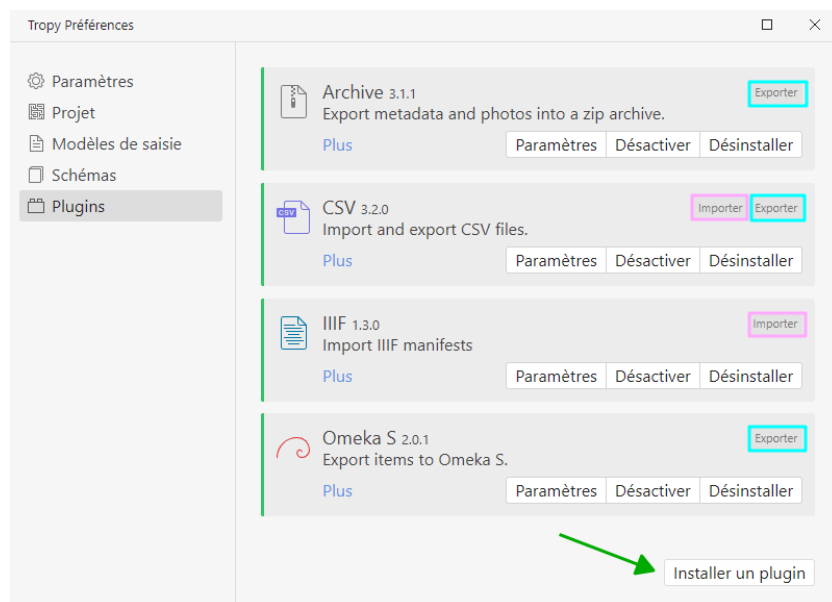 Tropy Préférences
Paramètres
Projet
Modèles de saisie
Schémas
Plugins
Archive 3.1.1
Exporter
Export metadata and photos into a zip archive.
Plus
Paramètres Désactiver Désinstaller
CSV
CSV 3.2.0
Importer Exporter
Import and export CSV files.
Plus
Paramètres Désactiver Désinstaller
IIIF 1.3.0
Importer
Import IIIF manifests
Plus
Paramètres Désactiver Désinstaller
Omeka S 2.0.1
Exporter
Export items to Omeka S.
Plus
Paramètres Désactiver Désinstaller
Installer un plugin